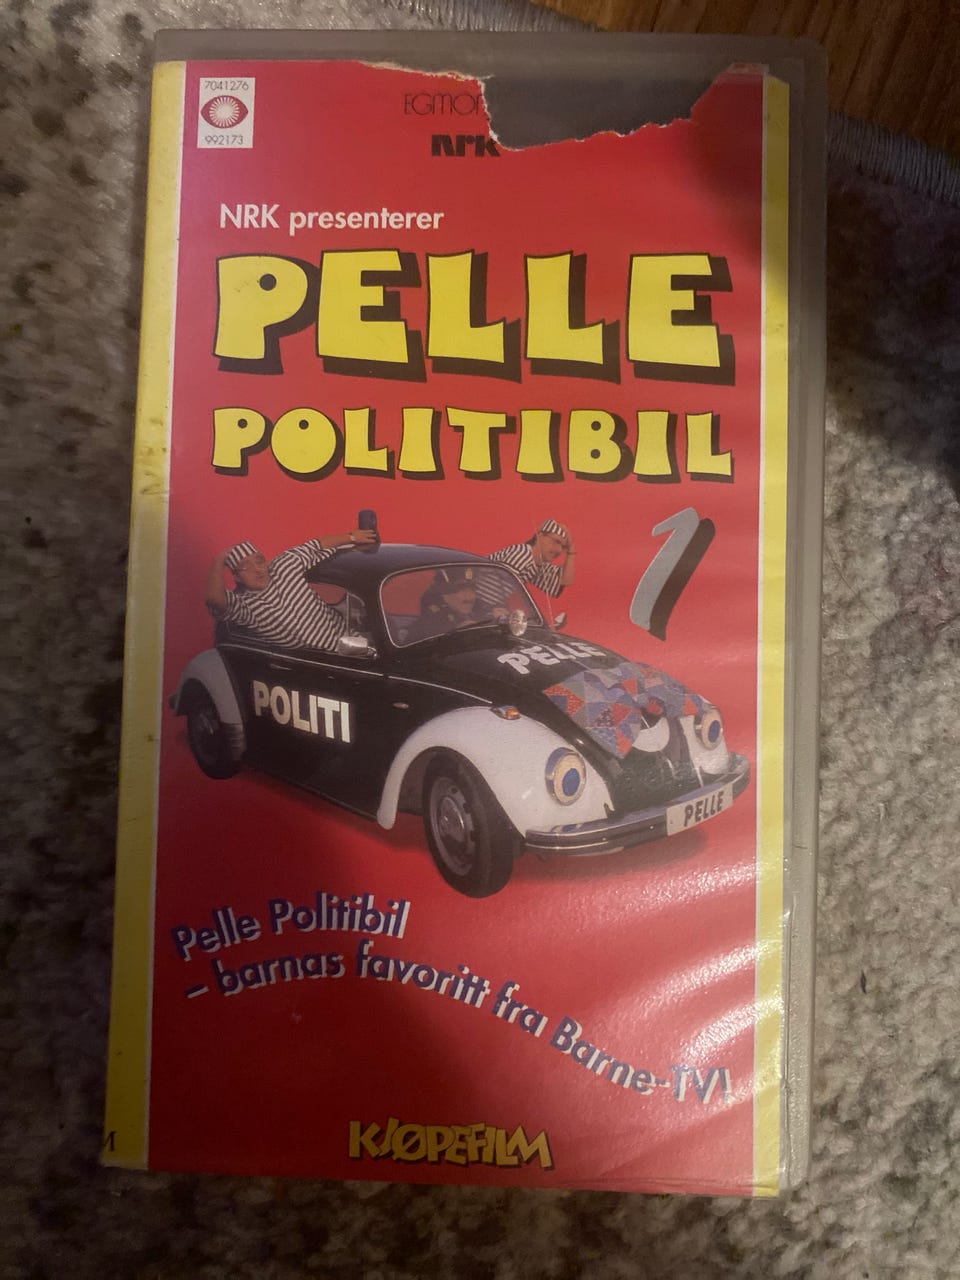 7041276
992173
EGMO
nrk
NRK presenterer
PELLE
POLITIBIL
1
PELLE
POLITI
PELLE
Pelle Politibil
– barnas favoritt fra Barne-TV!
KJØPEFILM
M